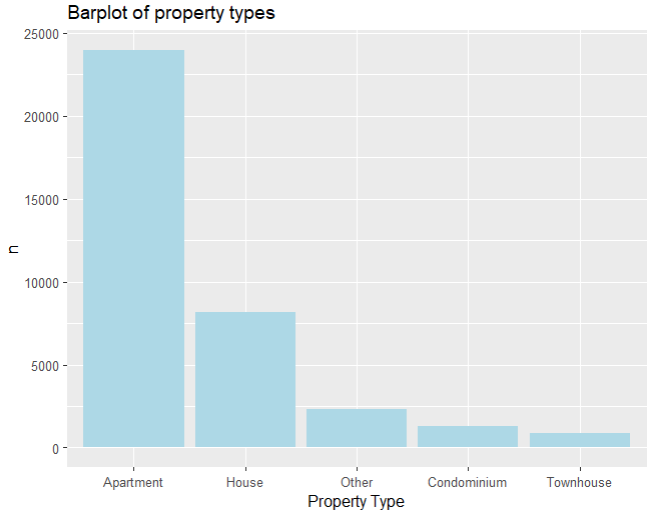 Barplot of property types
25000
20000
15000
10000
5000
0
n
Apartment House Other Condominium Townhouse
Property Type